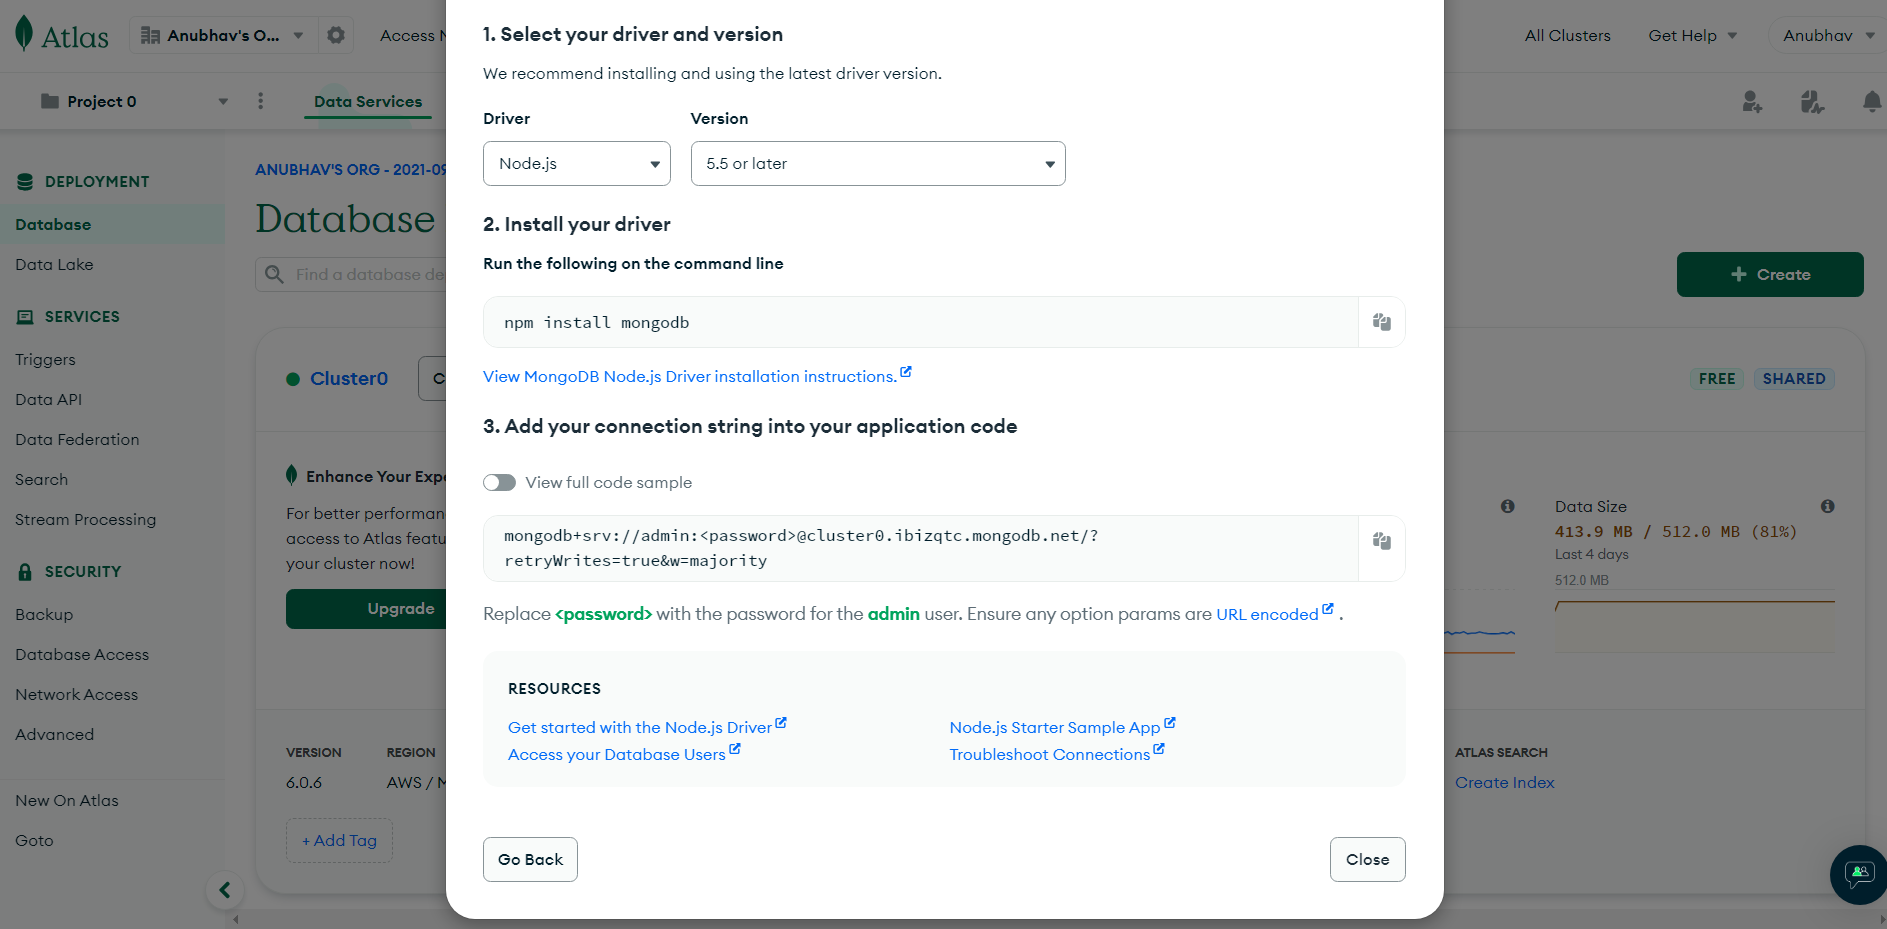 Atlas
Anubhav's O...
Access
All Clusters
Get Help
Anubhav
Project 0
Data Services
DEPLOYMENT
Database
Data Lake
SERVICES
Triggers
Data API
Data Federation
Search
Stream Processing
SECURITY
Backup
Database Access
Network Access
Advanced
New On Atlas
Goto
ANUBHAV'S ORG - 2021-09
Database
Find a database de
+ Create
Cluster0
C
FREE
SHARED
Enhance Your Expe
For better performan
access to Atlas featu
your cluster now!
Upgrade
VERSION
REGION
6.0.6
AWS / M
+ Add Tag
Data Size
413.9 MB / 512.0 MB (81%)
Last 4 days
512.0 MB
ATLAS SEARCH
Create Index
1. Select your driver and version
We recommend installing and using the latest driver version.
Driver
Version
Node.js
5.5 or later
2. Install your driver
Run the following on the command line
npm install mongodb
View MongoDB Node.js Driver installation instructions.
3. Add your connection string into your application code
View full code sample
mongodb+srv://admin:<password>@cluster0.ibizqtc.mongodb.net/?
retryWrites=true&w=majority
Replace <password> with the password for the admin user. Ensure any option params are URL encoded .
RESOURCES
Get started with the Node.js Driver
Node.js Starter Sample App
Access your Database Users
Troubleshoot Connections
Go Back
Close